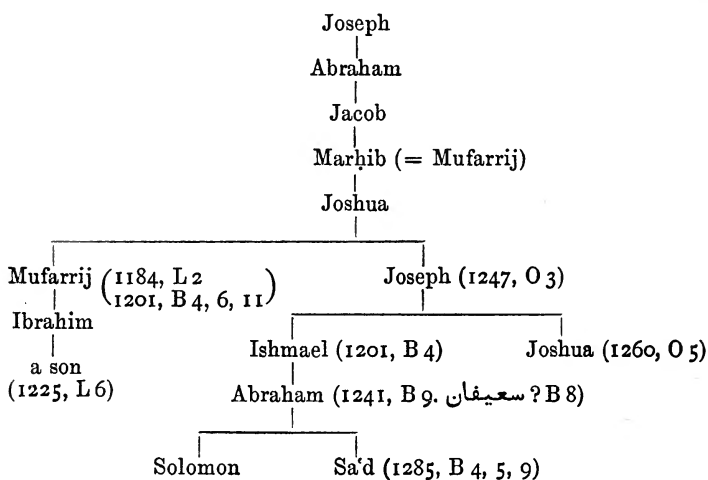 Joseph
Abraham
Jacob
Marḥib (= Mufarrij)
Joshua
Mufarrij (1184, L 2
1201, B 4, 6, 11)
Joseph (1247, O 3)
Ibrahim
a son
(1225, L 6)
Ishmael (1201, B 4)
Joshua (1260, O 5)
Abraham (1241, B 9. سعيفان ? B 8)
Solomon
Sa‘d (1285, B 4, 5, 9)